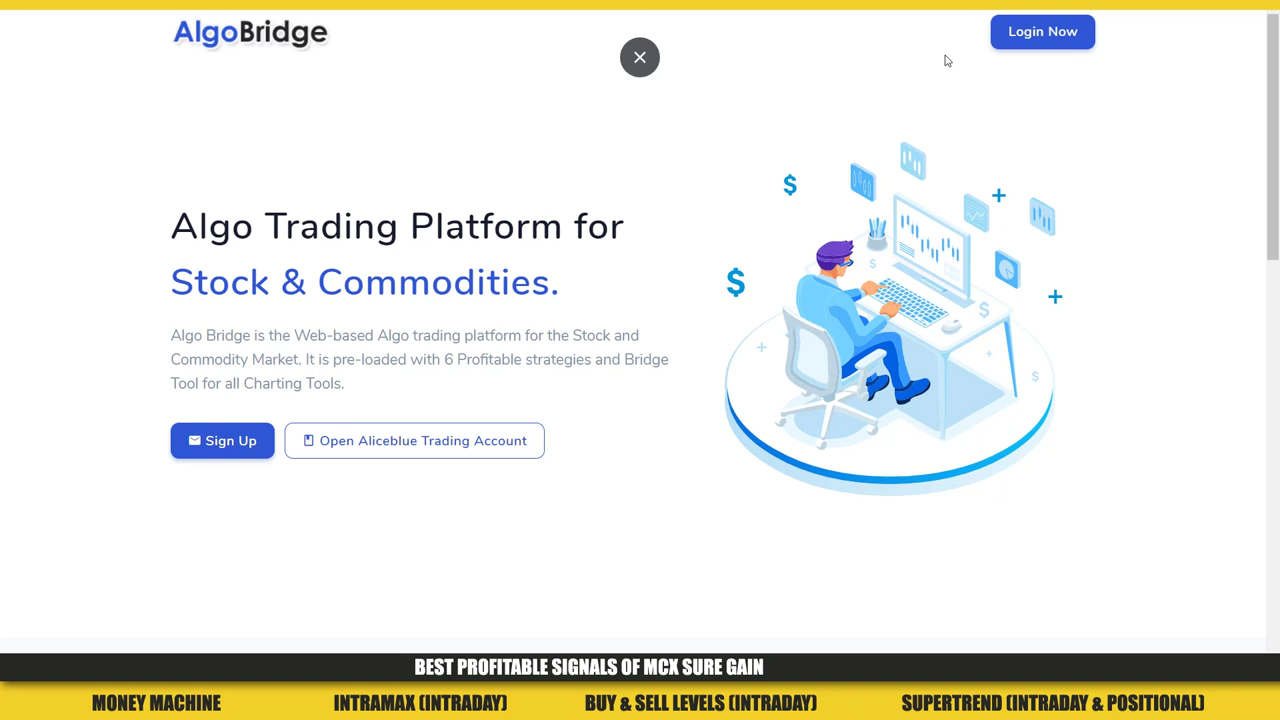 AlgoBridge
Login Now
Algo Trading Platform for
Stock & Commodities.
Algo Bridge is the Web-based Algo trading platform for the Stock and
Commodity Market. It is pre-loaded with 6 Profitable strategies and Bridge
Tool for all Charting Tools.
Sign Up
Open Aliceblue Trading Account
BEST PROFITABLE SIGNALS OF MCX SURE GAIN
MONEY MACHINE INTRAMAX (INTRADAY) BUY & SELL LEVELS (INTRADAY) SUPERTREND (INTRADAY & POSITIONAL)